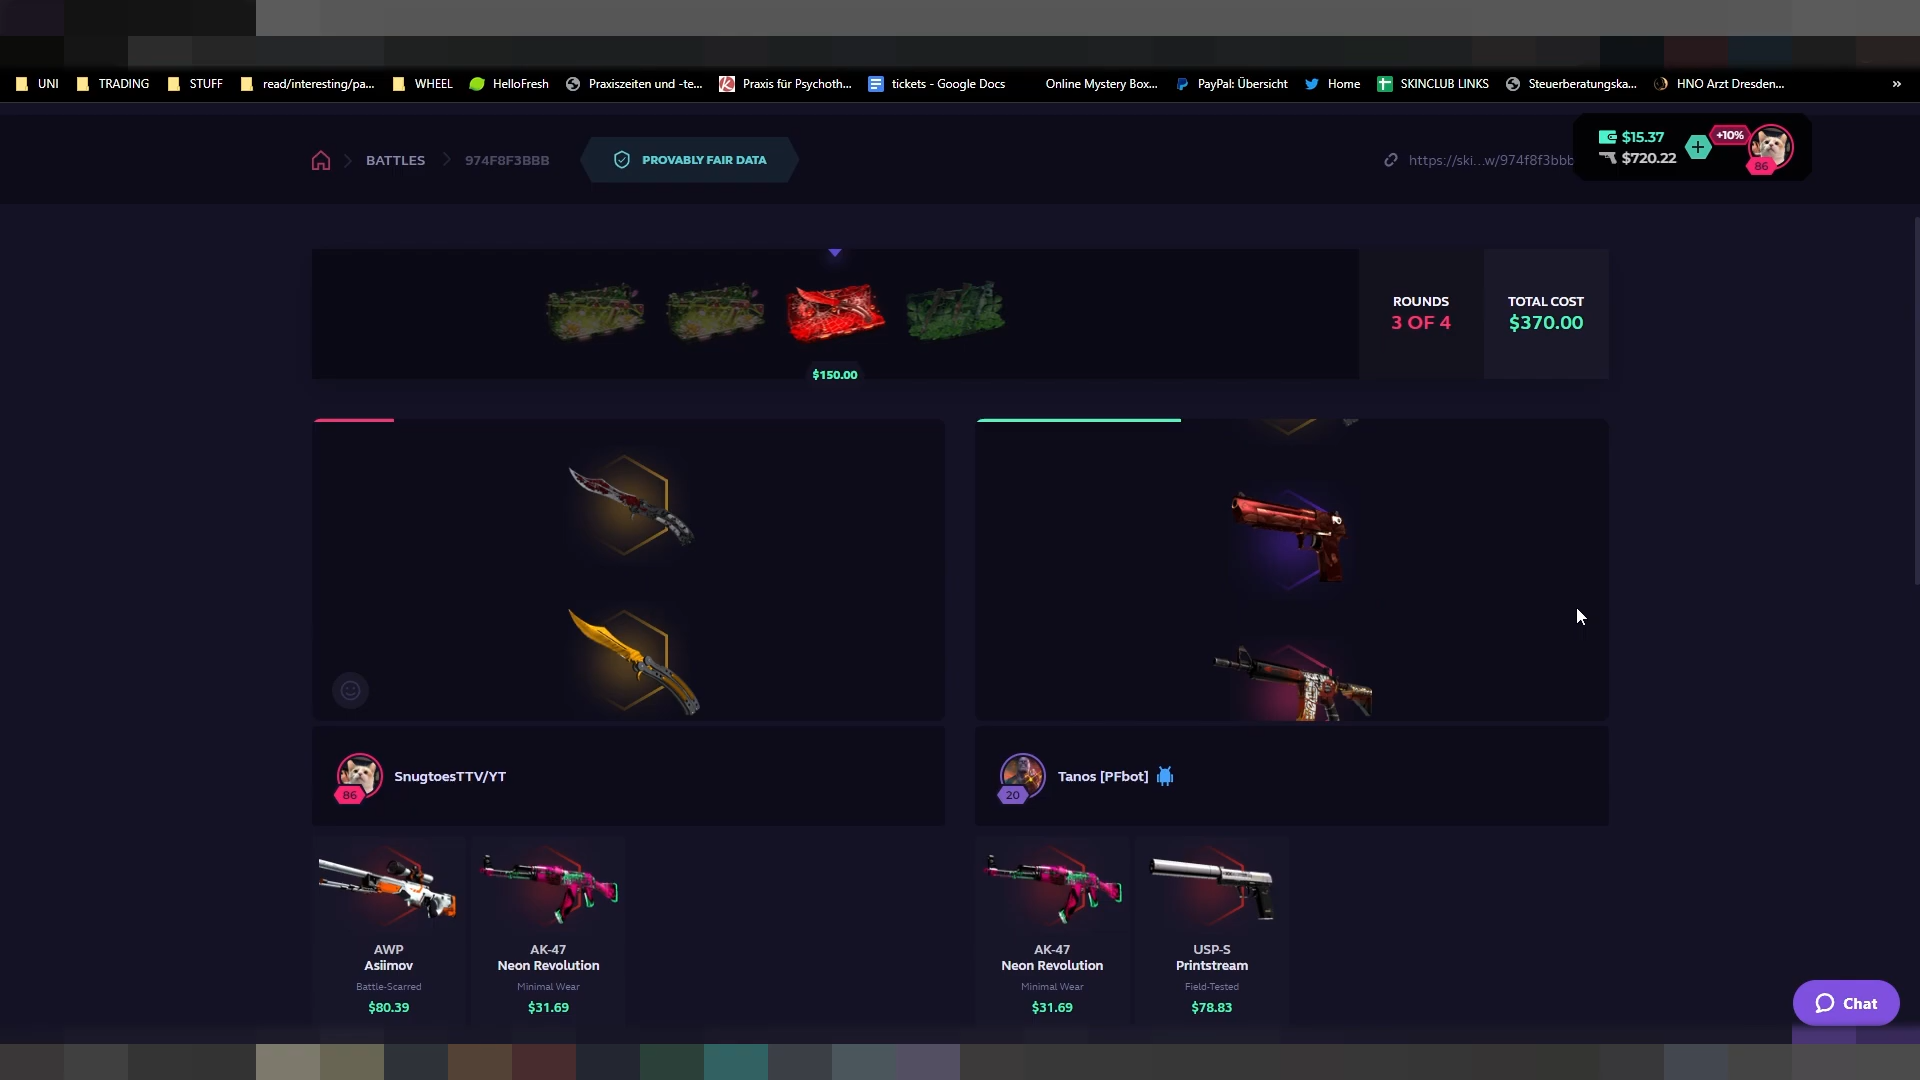 UNI TRADING STUFF read/interesting/pa... WHEEL HelloFresh Praxiszeiten und -te... Praxis für Psychoth... tickets - Google Docs Online Mystery Box... PayPal: Übersicht Home SKINCLUB LINKS Steuerberatungska... HNO Arzt Dresden... »
BATTLES 974F8F3BBB PROVABLY FAIR DATA https://ski...w/974f8f3bbb
$15.37 +10%
$720.22 86
ROUNDS TOTAL COST
3 OF 4 $370.00
$150.00
SnugtoesTTV/YT Tanos [PFbot]
86 20
AWP AK-47 AK-47 USP-S
Asiimov Neon Revolution Neon Revolution Printstream
Battle-Scarred Minimal Wear Minimal Wear Field-Tested
$80.39 $31.69 $31.69 $78.83
Chat